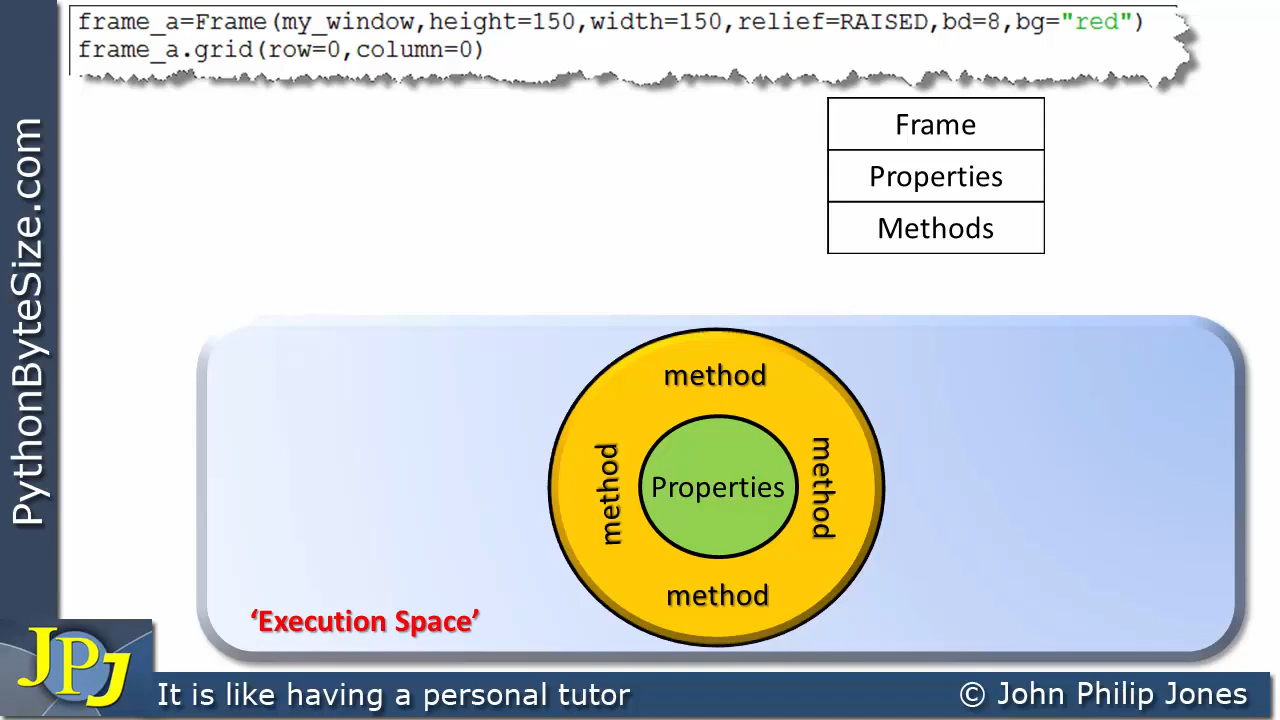 frame_a=Frame(my_window,height=150,width=150,relief=RAISED,bd=8,bg="red")
frame_a.grid(row=0,column=0)
PythonByteSize.com
Frame
Properties
Methods
method
method
Properties
method
method
‘Execution Space’
JPJ
It is like having a personal tutor
© John Philip Jones